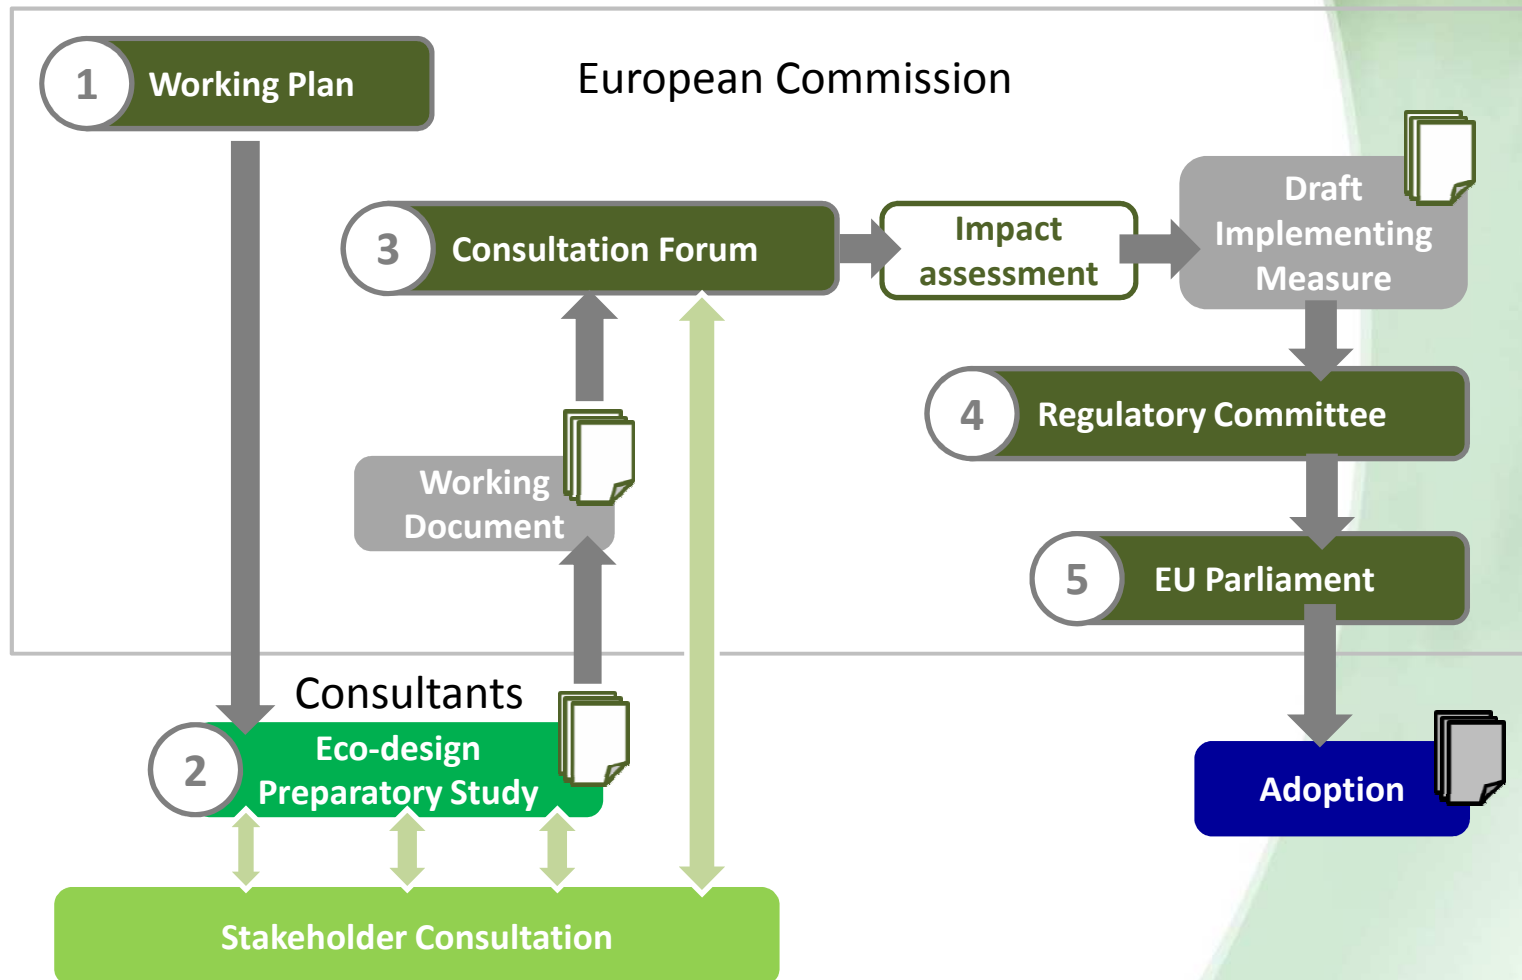 1
Working Plan
European Commission
3
Consultation Forum
Impact
assessment
Draft
Implementing
Measure
4
Regulatory Committee
Working
Document
5
EU Parliament
Consultants
2
Eco-design
Preparatory Study
Adoption
Stakeholder Consultation